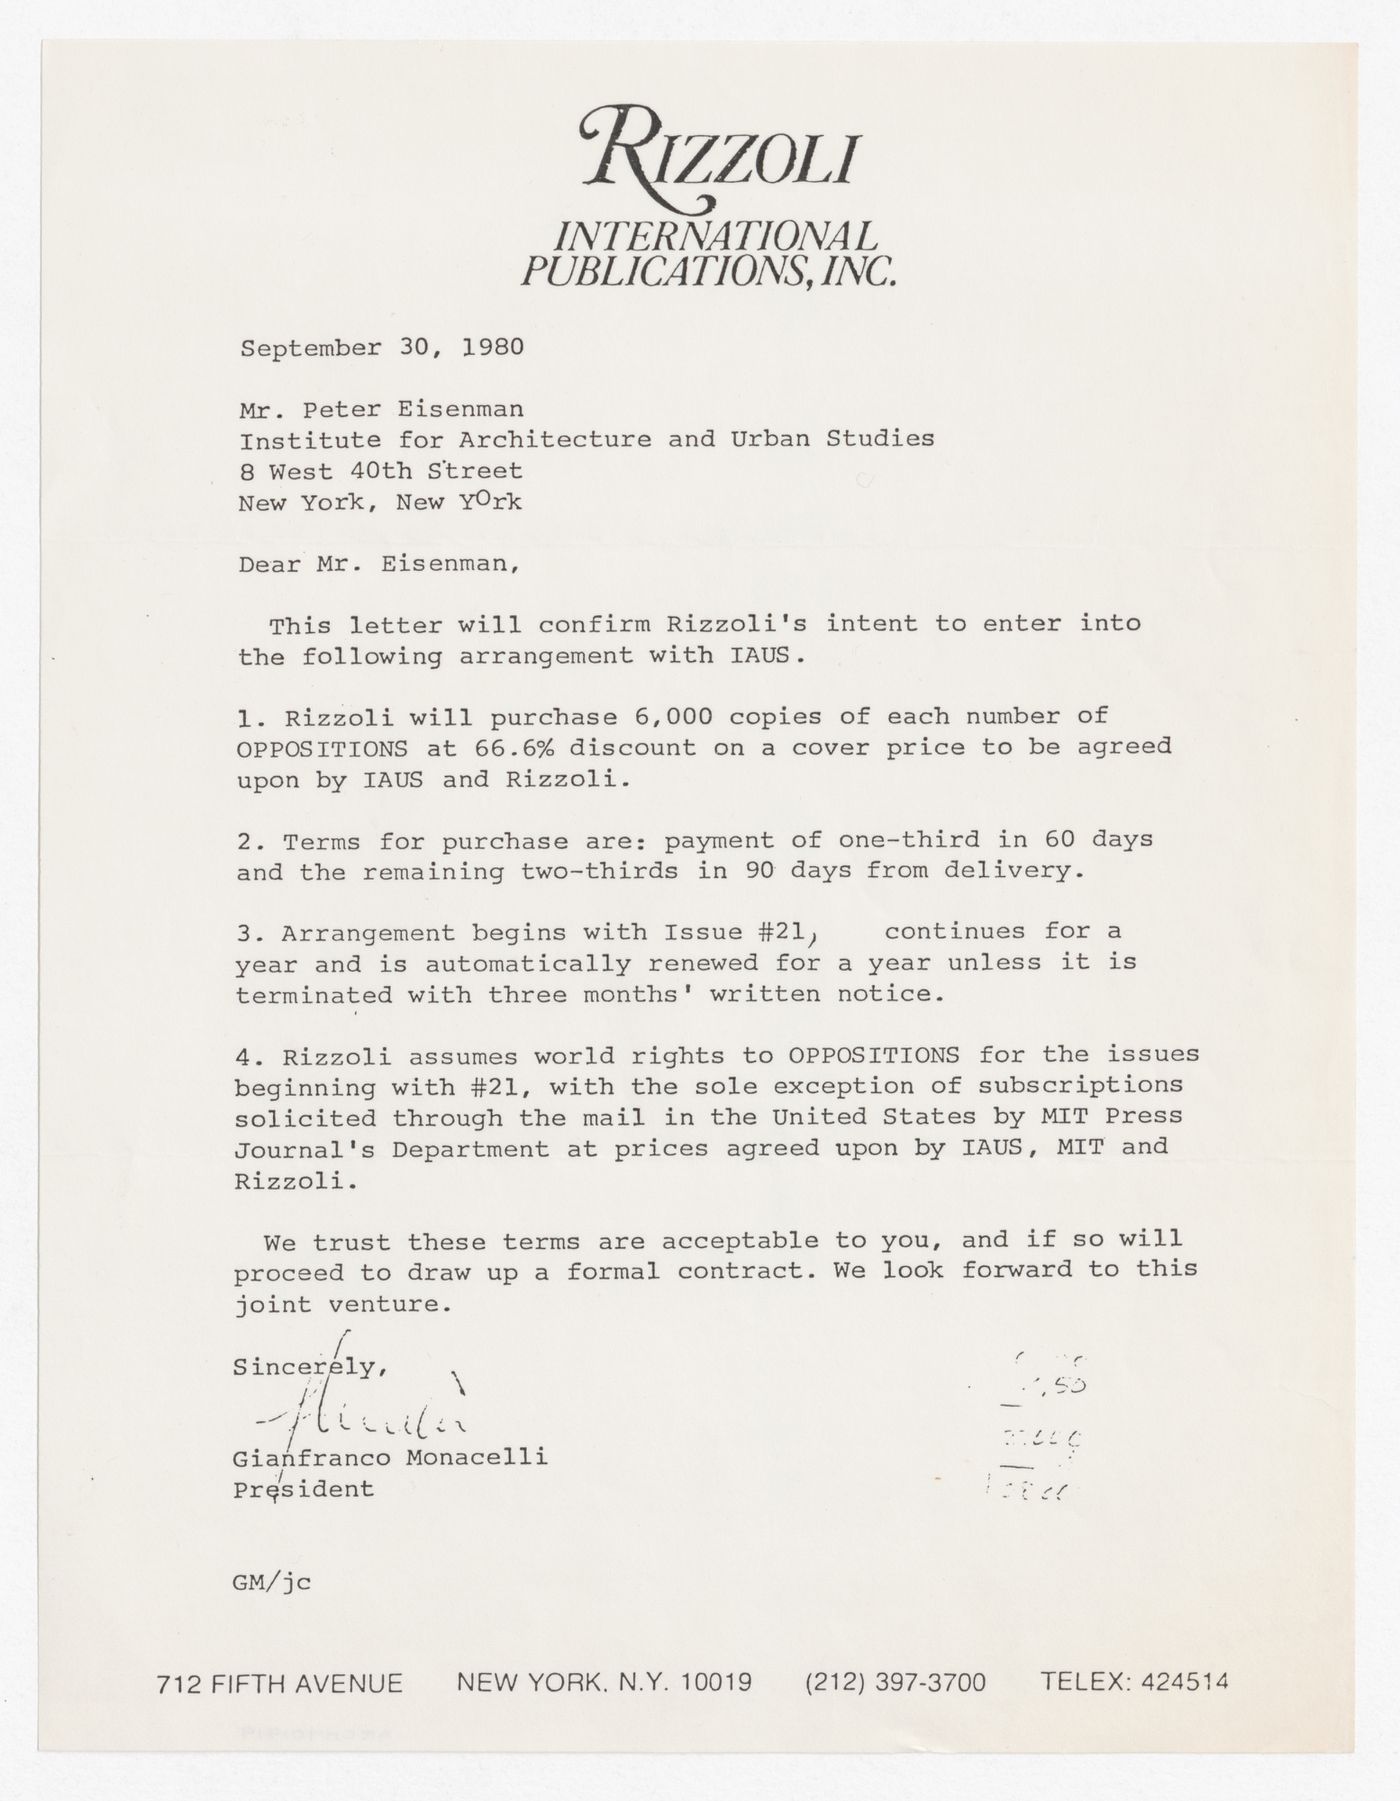 RIZZOLI
INTERNATIONAL
PUBLICATIONS, INC.
September 30, 1980
Mr. Peter Eisenman
Institute for Architecture and Urban Studies
8 West 40th Street
New York, New YOrk
Dear Mr. Eisenman,
This letter will confirm Rizzoli's intent to enter into
the following arrangement with IAUS.
1. Rizzoli will purchase 6,000 copies of each number of
OPPOSITIONS at 66.6% discount on a cover price to be agreed
upon by IAUS and Rizzoli.
2. Terms for purchase are: payment of one-third in 60 days
and the remaining two-thirds in 90 days from delivery.
3. Arrangement begins with Issue #21, continues for a
year and is automatically renewed for a year unless it is
terminated with three months' written notice.
4. Rizzoli assumes world rights to OPPOSITIONS for the issues
beginning with #21, with the sole exception of subscriptions
solicited through the mail in the United States by MIT Press
Journal's Department at prices agreed upon by IAUS, MIT and
Rizzoli.
We trust these terms are acceptable to you, and if so will
proceed to draw up a formal contract. We look forward to this
joint venture.
Sincerely,
Gianfranco Monacelli
President
GM/jc
712 FIFTH AVENUE NEW YORK, N.Y. 10019 (212) 397-3700 TELEX: 424514